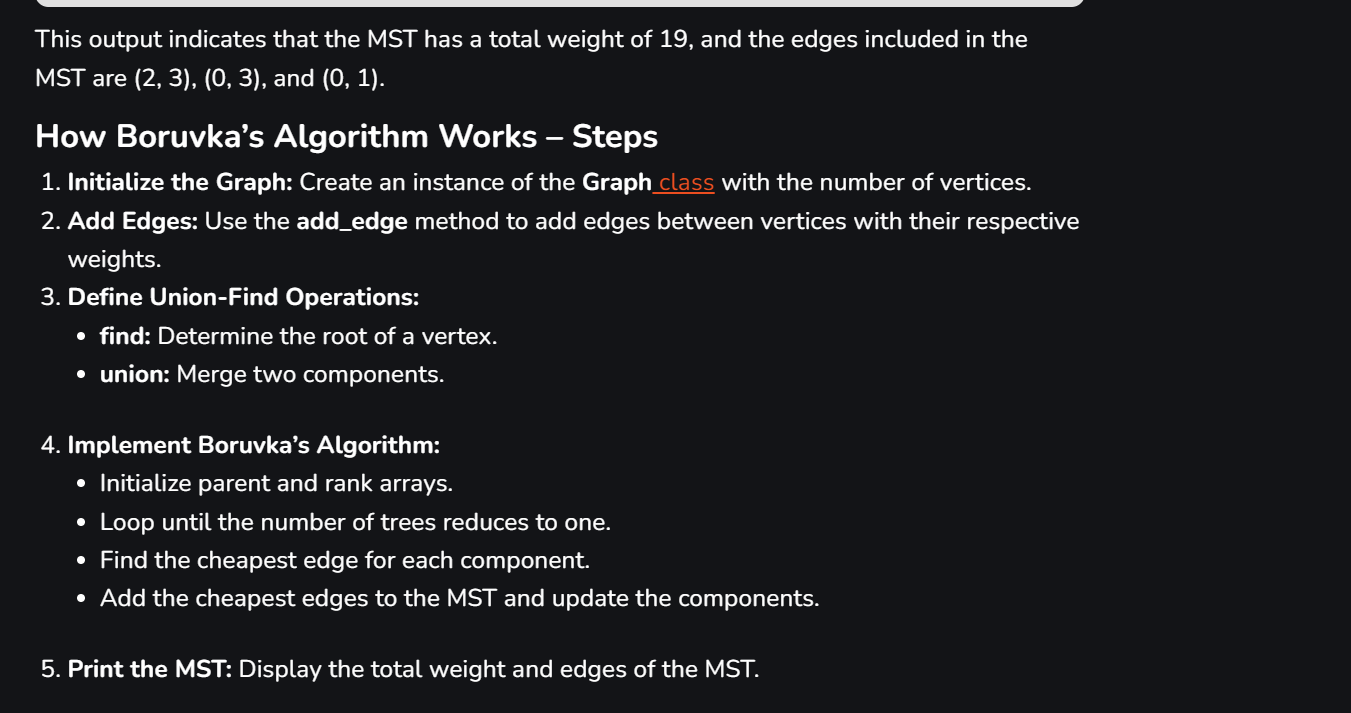 This output indicates that the MST has a total weight of 19, and the edges included in the
MST are (2, 3), (0, 3), and (0, 1).
How Boruvka’s Algorithm Works – Steps
1. Initialize the Graph: Create an instance of the Graph class with the number of vertices.
2. Add Edges: Use the add_edge method to add edges between vertices with their respective
weights.
3. Define Union-Find Operations:
• find: Determine the root of a vertex.
• union: Merge two components.
4. Implement Boruvka’s Algorithm:
• Initialize parent and rank arrays.
• Loop until the number of trees reduces to one.
• Find the cheapest edge for each component.
• Add the cheapest edges to the MST and update the components.
5. Print the MST: Display the total weight and edges of the MST.